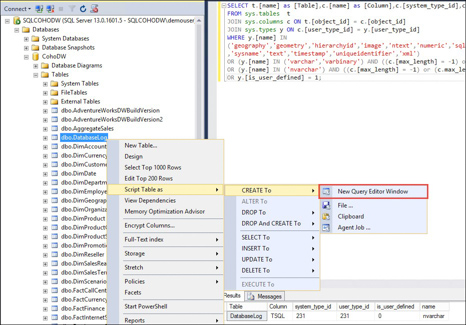 Connect
SQLCOHODW (SQL Server 13.0.1601.5 - SQLCOHODW\demouser
Databases
System Databases
Database Snapshots
CohoDW
Database Diagrams
Tables
System Tables
FileTables
External Tables
dbo.AdventureWorksDWBuildVersion
dbo.AdventureWorksDWBuildVersion2
dbo.AggregateSales
dbo.DatabaseLog
dbo.DimAccoun
dbo.DimCurrenc
dbo.DimCustom
dbo.DimDate
dbo.DimDepart
dbo.DimEmploye
dbo.DimGeogra
dbo.DimOrganiz
dbo.DimProduct
dbo.DimProduct
dbo.DimProduct
dbo.DimPromot
dbo.DimReseller
dbo.DimSalesRea
dbo.DimSalesTer
dbo.DimScenario
dbo.FactCallCent
dbo.FactCurrenc
dbo.FactFinance
dbo.FactInternetS
New Table...
Design
Select Top 1000 Rows
Edit Top 200 Rows
Script Table as
View Dependencies
Memory Optimization Advisor
Encrypt Columns...
Full-Text index
Storage
Stretch
Policies
Facets
Start PowerShell
Reports
CREATE To
ALTER To
DROP To
DROP And CREATE To
SELECT To
INSERT To
UPDATE To
DELETE To
EXECUTE To
New Query Editor Window
File ...
Clipboard
Agent Job ...
SELECT t.[name] as [Table],c.[name] as [Column],c.[system_type_id],c.
FROM sys.tables t
JOIN sys.columns c ON t.[object_id] = c.[object_id]
JOIN sys.types y ON c.[user_type_id] = y.[user_type_id]
WHERE y.[name] IN
('geography','geometry','hierarchyid','image','ntext','numeric','sql
,'sysname','text','timestamp','uniqueidentifier','xml')
OR (y.[name] IN ('varchar','varbinary') AND ((c.[max_length] = -1) o
OR (y.[name] IN ('nvarchar') AND ((c.[max_length] = -1) or (c.[max_l
OR y.[is_user_defined] = 1;
Results Messages
Table Column system_type_id user_type_id is_user_defined name
DatabaseLog TSQL 231 231 0 nvarchar